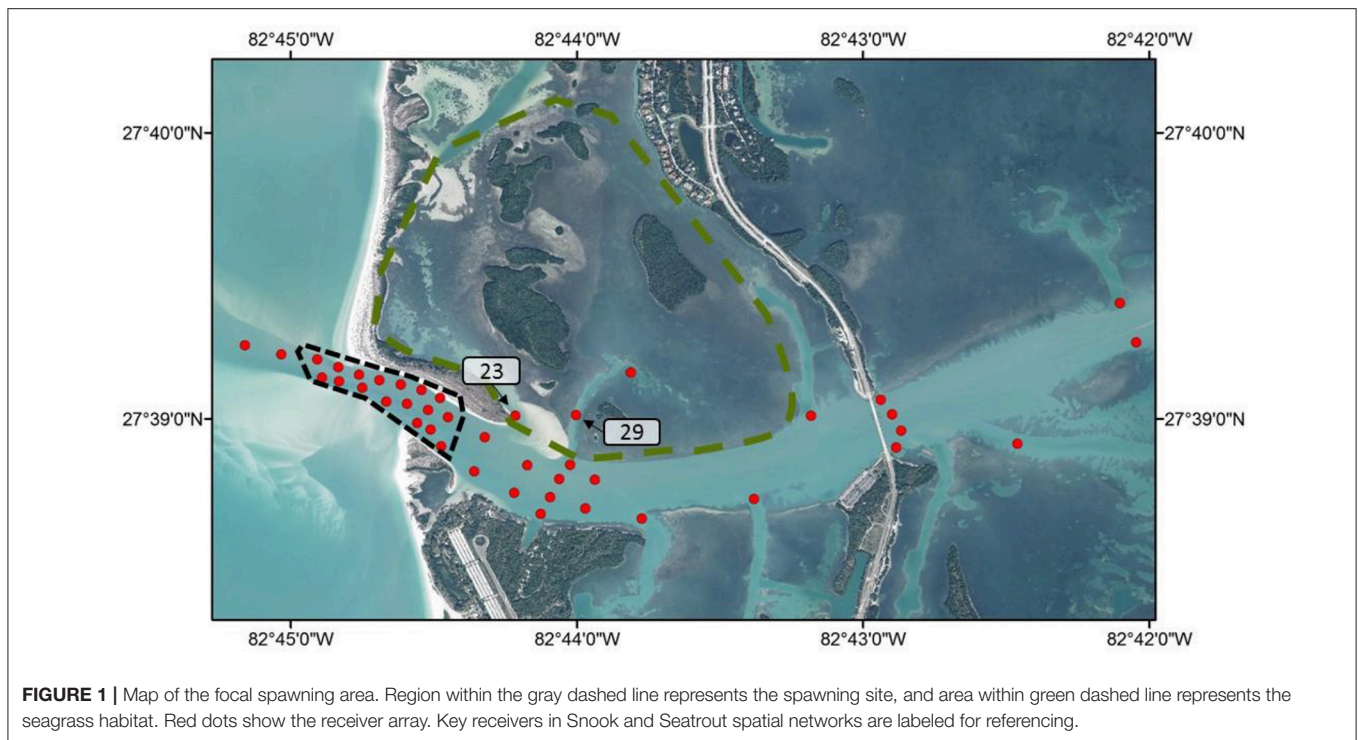 82°45'0"W 82°44'0"W 82°43'0"W 82°42'0"W
27°40'0"N 27°40'0"N
23
27°39'0"N 27°39'0"N
29
82°45'0"W 82°44'0"W 82°43'0"W 82°42'0"W
FIGURE 1 | Map of the focal spawning area. Region within the gray dashed line represents the spawning site, and area within green dashed line represents the
seagrass habitat. Red dots show the receiver array. Key receivers in Snook and Seatrout spatial networks are labeled for referencing.